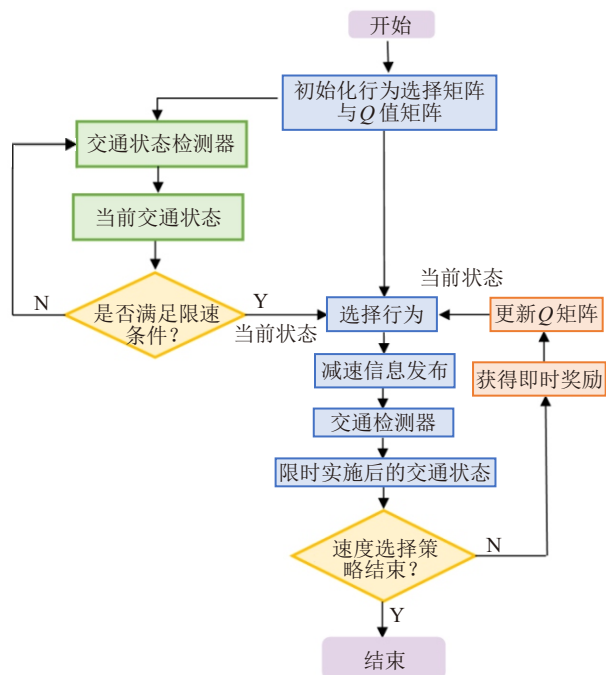 开始
初始化行为选择矩阵
与Q值矩阵
交通状态检测器
当前交通状态
是否满足限速
条件？
N
Y
当前状态
选择行为
当前状态
更新Q矩阵
获得即时奖励
减速信息发布
交通检测器
限时实施后的交通状态
速度选择策
略结束？
N
Y
结束